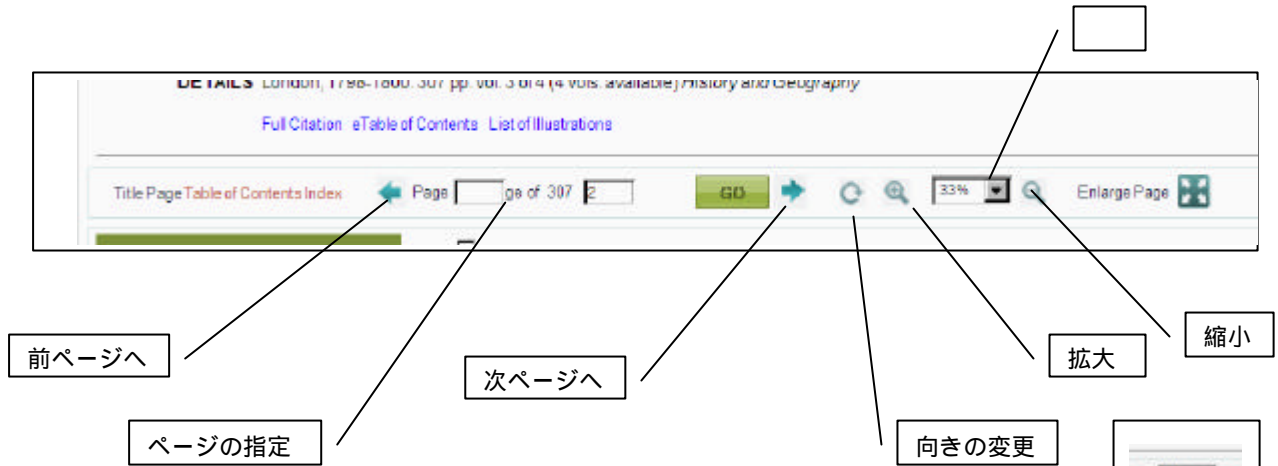 DETAILS London, 1798-1800. 307 pp. vol. 3 of 4 (4 vols. available) History and Geography
Full Citation eTable of Contents List of Illustrations
Title Page Table of Contents Index Page ge of 307 2 GO 33% Enlarge Page
縮小
前ページへ
拡大
次ページへ
ページの指定
向きの変更